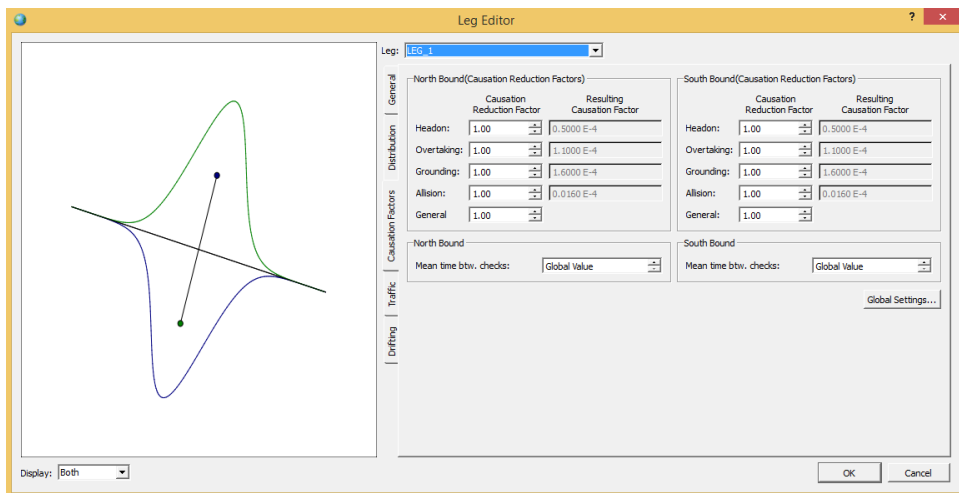 Leg Editor
? ×
Leg: LEG_1
General
Distribution
Causation Factors
Traffic
Drifting
North Bound(Causation Reduction Factors)
Causation Reduction Factor
Resulting Causation Factor
Headon: 1.00 0.5000 E-4
Overtaking: 1.00 1.1000 E-4
Grounding: 1.00 1.6000 E-4
Allision: 1.00 0.0160 E-4
General 1.00
South Bound(Causation Reduction Factors)
Causation Reduction Factor
Resulting Causation Factor
Headon: 1.00 0.5000 E-4
Overtaking: 1.00 1.1000 E-4
Grounding: 1.00 1.6000 E-4
Allision: 1.00 0.0160 E-4
General: 1.00
North Bound
Mean time btw. checks: Global Value
South Bound
Mean time btw. checks: Global Value
Global Settings...
Display: Both
OK
Cancel